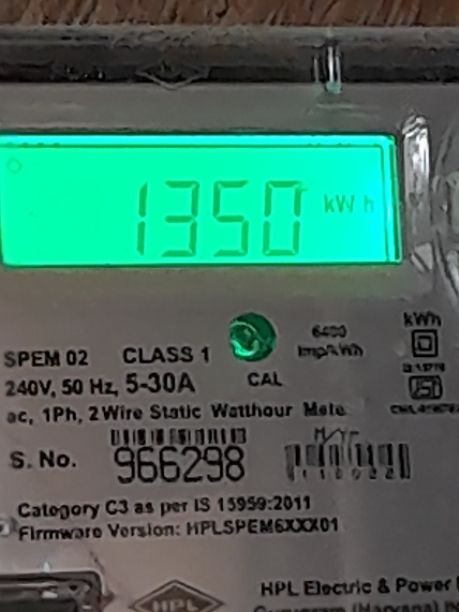 1350 kWh
kWh
6400
SPEM 02 CLASS 1
imp/kWh
240V, 50 Hz, 5-30A CAL
ac, 1Ph, 2 Wire Static Watthour Mete
S. No. 966298
Category C3 as per IS 15959:2011
Firmware Version: HPLSPEM6XXX01
HPL Electric & Power
HPL